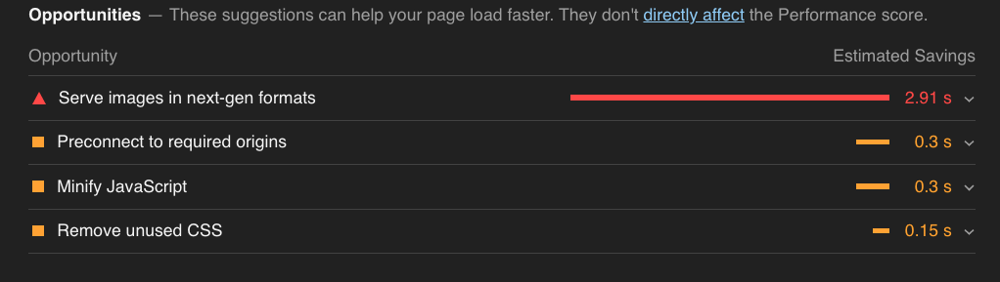 Opportunities — These suggestions can help your page load faster. They don't directly affect the Performance score.
Opportunity Estimated Savings
Serve images in next-gen formats 2.91 s
Preconnect to required origins 0.3 s
Minify JavaScript 0.3 s
Remove unused CSS 0.15 s